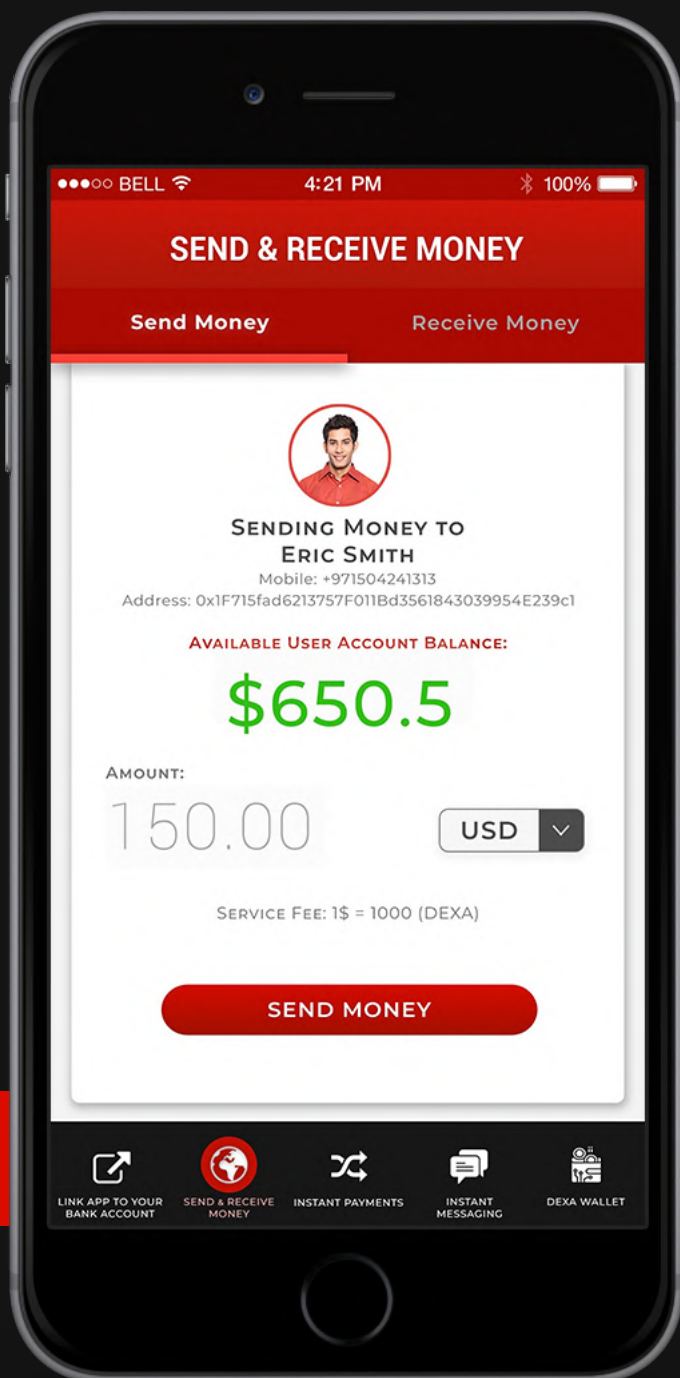 BELL 4:21 PM 100%
SEND & RECEIVE MONEY
Send Money Receive Money
SENDING MONEY TO
ERIC SMITH
Mobile: +971504241313
Address: 0x1F715fad6213757F011Bd3561843039954E239c1
AVAILABLE USER ACCOUNT BALANCE:
$650.5
AMOUNT:
150.00 USD
SERVICE FEE: 1$ = 1000 (DEXA)
SEND MONEY
LINK APP TO YOUR
BANK ACCOUNT
SEND & RECEIVE
MONEY
INSTANT PAYMENTS
INSTANT
MESSAGING
DEXA WALLET